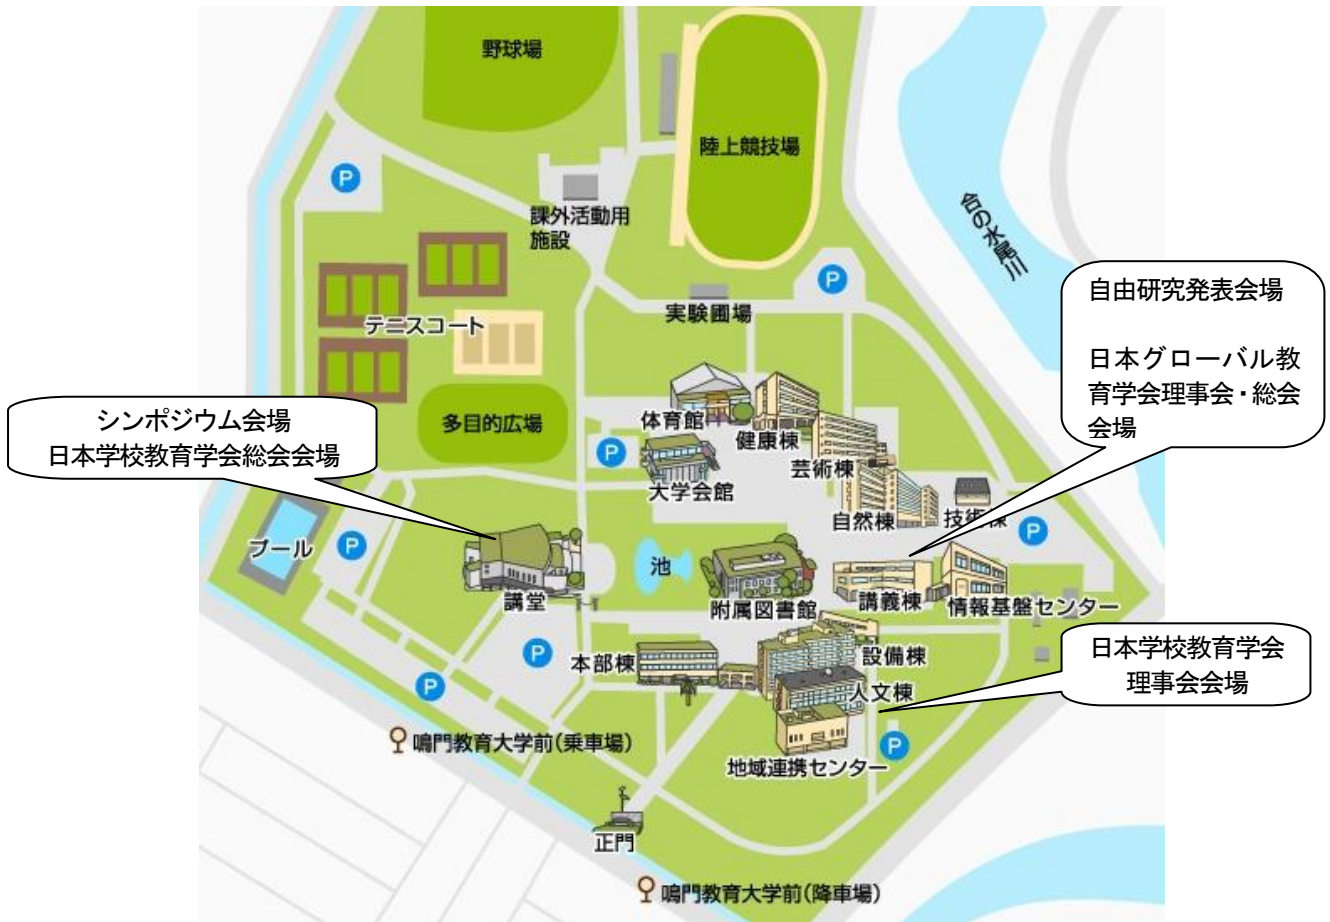 野球場
陸上競技場
P
課外活動用
施設
合の水尾川
P
自由研究発表会場
日本グローバル教
育学会理事会・総会
会場
実験圃場
テニスコート
多目的広場
体育館
健康棟
シンポジウム会場
日本学校教育学会総会会場
P
芸術棟
大学会館
自然棟
技術棟
P
プール
P
池
講堂
附属図書館
講義棟
情報基盤センター
P
本部棟
設備棟
日本学校教育学会
理事会会場
P
人文棟
鳴門教育大学前(乗車場)
P
地域連携センター
正門
鳴門教育大学前(降車場)